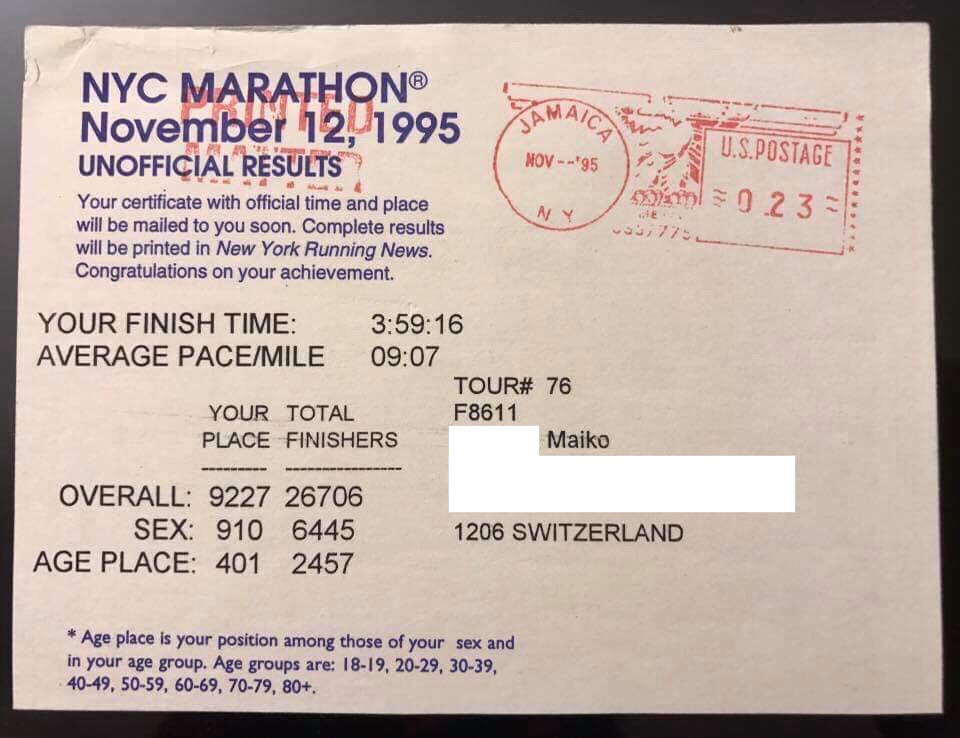 NYC MARATHON®
November 12, 1995
UNOFFICIAL RESULTS
PRINTED
MATTER
Your certificate with official time and place
will be mailed to you soon. Complete results
will be printed in New York Running News.
Congratulations on your achievement.
JAMAICA
NOV--'95
N Y
U.S.POSTAGE
0.23
YOUR FINISH TIME: 3:59:16
AVERAGE PACE/MILE 09:07
TOUR# 76
F8611
Maiko
1206 SWITZERLAND
YOUR TOTAL
PLACE FINISHERS
--------- ----------------
OVERALL: 9227 26706
SEX: 910 6445
AGE PLACE: 401 2457
* Age place is your position among those of your sex and
in your age group. Age groups are: 18-19, 20-29, 30-39,
40-49, 50-59, 60-69, 70-79, 80+.